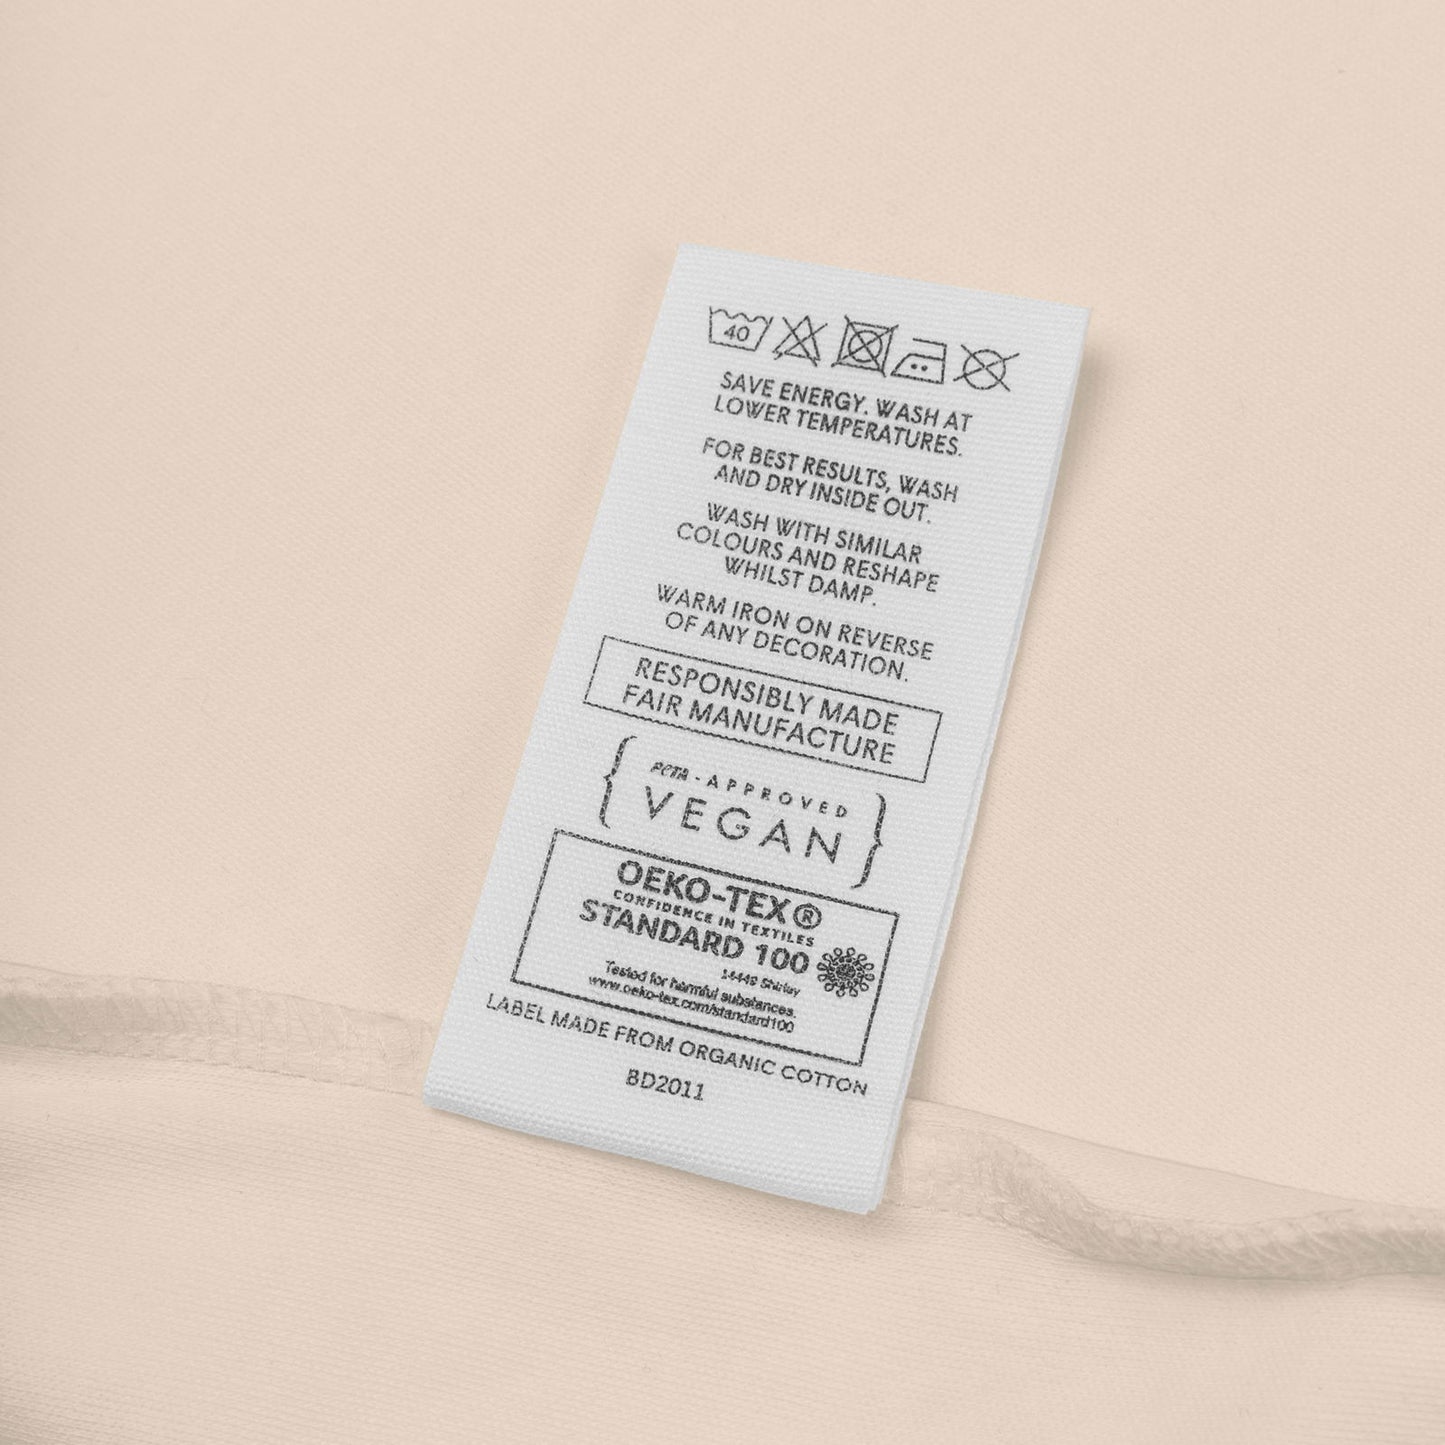 40
SAVE ENERGY. WASH AT
LOWER TEMPERATURES.
FOR BEST RESULTS, WASH
AND DRY INSIDE OUT.
WASH WITH SIMILAR
COLOURS AND RESHAPE
WHILST DAMP.
WARM IRON ON REVERSE
OF ANY DECORATION.
RESPONSIBLY MADE
FAIR MANUFACTURE
PETA - APPROVED
VEGAN
OEKO-TEX®
CONFIDENCE IN TEXTILES
STANDARD 100
14449 Shirley
Tested for harmful substances.
www.oeko-tex.com/standard100
LABEL MADE FROM ORGANIC COTTON
BD2011